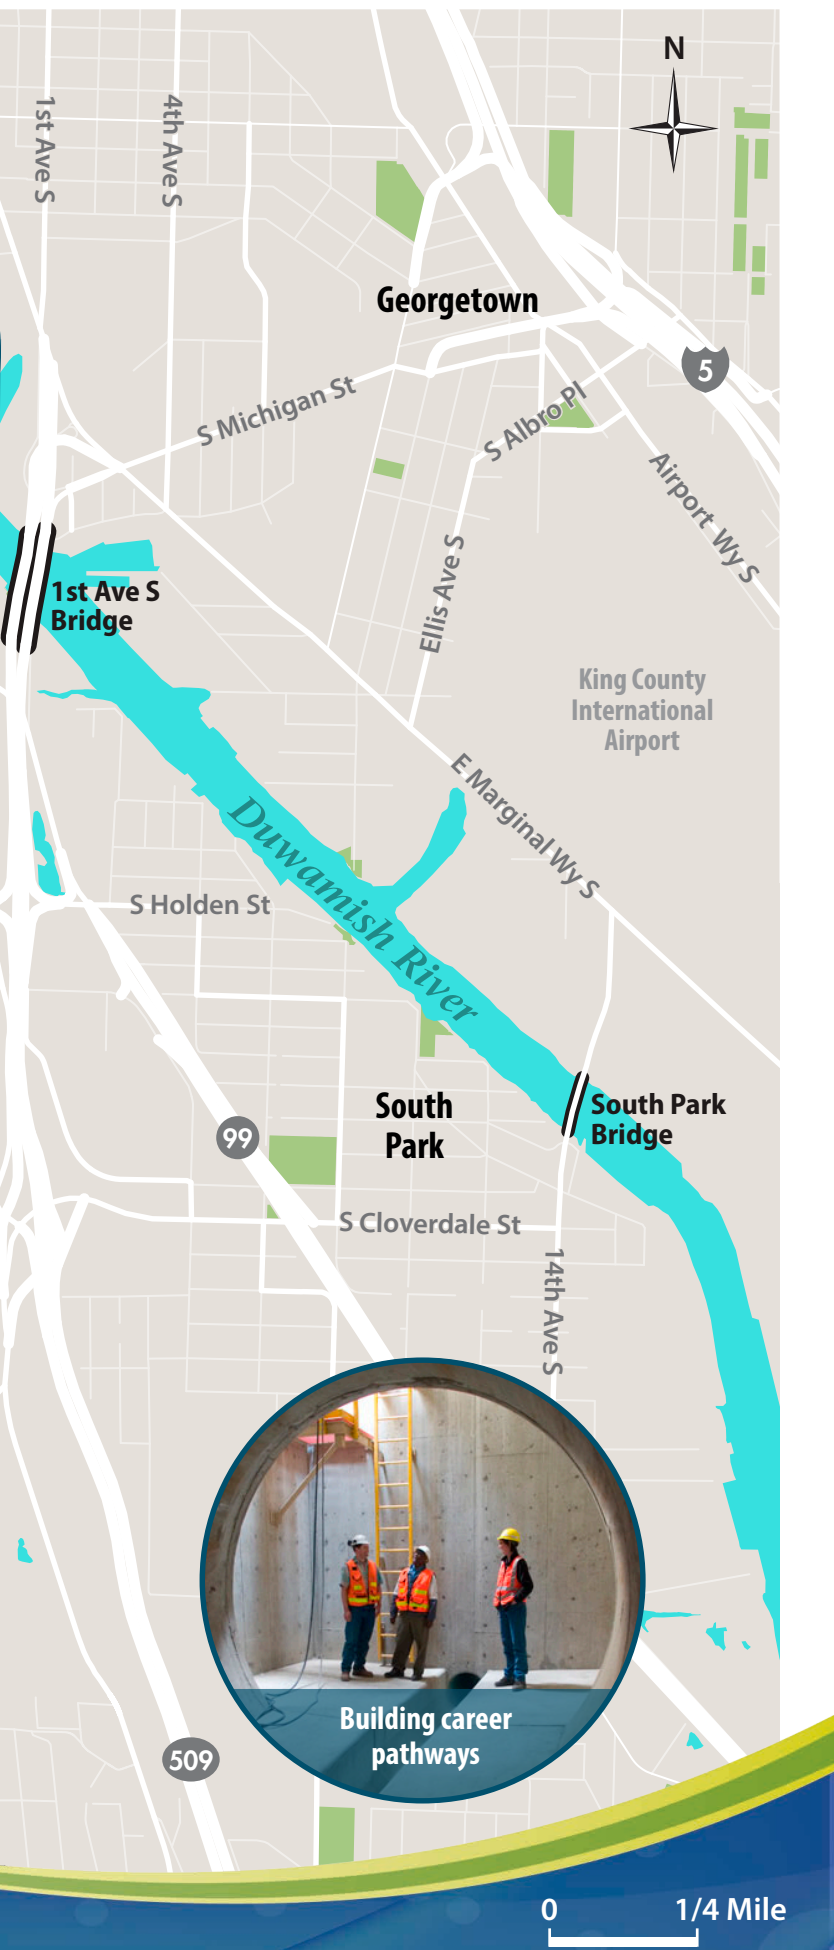 N
1st Ave S
4th Ave S
Georgetown
5
S Michigan St
S Albro Pl
Airport Wy S
Ellis Ave S
1st Ave S
Bridge
King County
International
Airport
E Marginal Wy S
Duwamish River
S Holden St
South
Park
South Park
Bridge
99
S Cloverdale St
14th Ave S
Building career
pathways
509
0
1/4 Mile